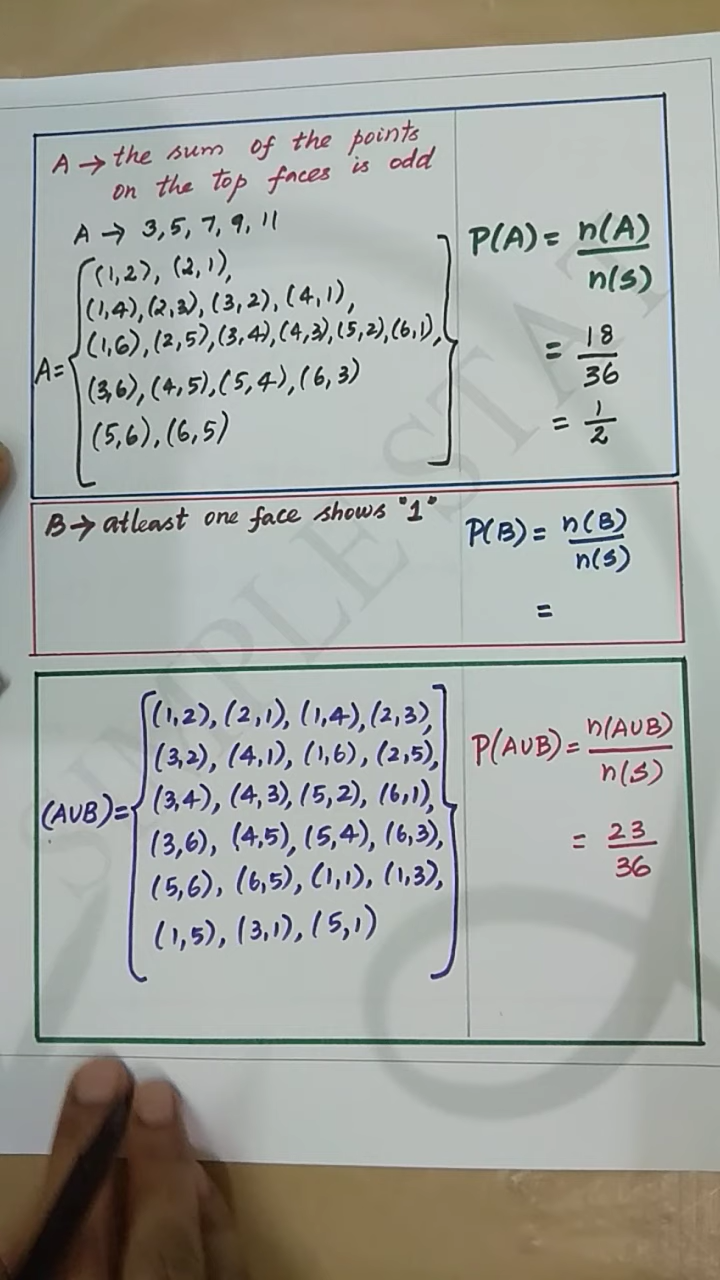 A → the sum of the points
on the top faces is odd
A → 3, 5, 7, 9, 11
A = { (1,2), (2,1),
(1,4), (2,3), (3,2), (4,1),
(1,6), (2,5), (3,4), (4,3), (5,2), (6,1),
(3,6), (4,5), (5,4), (6,3)
(5,6), (6,5) }
P(A) = n(A)/n(S)
= 18/36
= 1/2
B → atleast one face shows "1"
P(B) = n(B)/n(S)
=
(AUB) = { (1,2), (2,1), (1,4), (2,3),
(3,2), (4,1), (1,6), (2,5),
(3,4), (4,3), (5,2), (6,1),
(3,6), (4,5), (5,4), (6,3),
(5,6), (6,5), (1,1), (1,3),
(1,5), (3,1), (5,1) }
P(AUB) = n(AUB)/n(S)
= 23/36
SIMPLE STAT